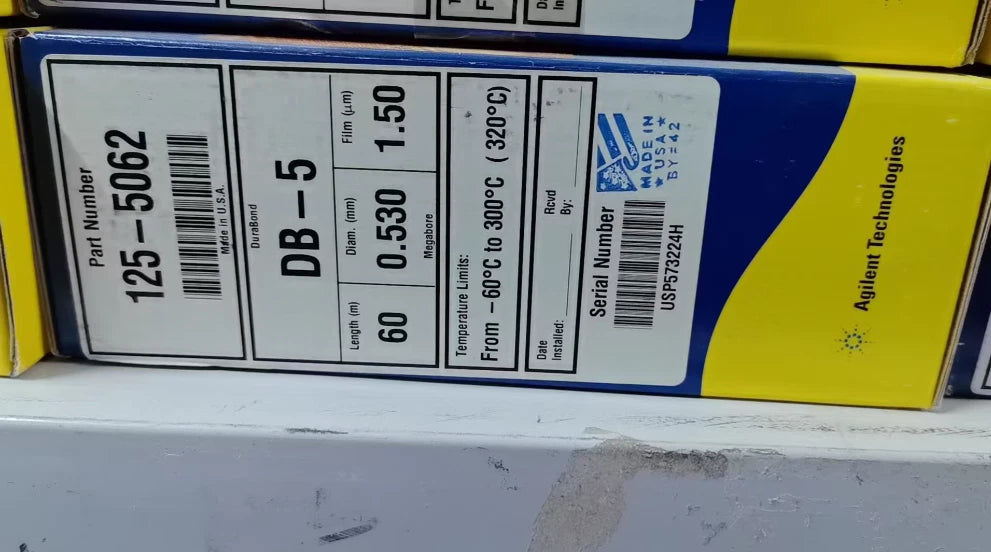 Part Number
125-5062
Made in U.S.A.
DuraBond
DB-5
Length (m)
Diam. (mm)
Film (µm)
60
0.530
1.50
Megabore
Temperature Limits:
From -60°C to 300°C ( 320°C)
Date
Installed:
Rcvd
By:
Serial Number
USP573224H
MADE IN
★ USA ★
BY=42
Agilent Technologies